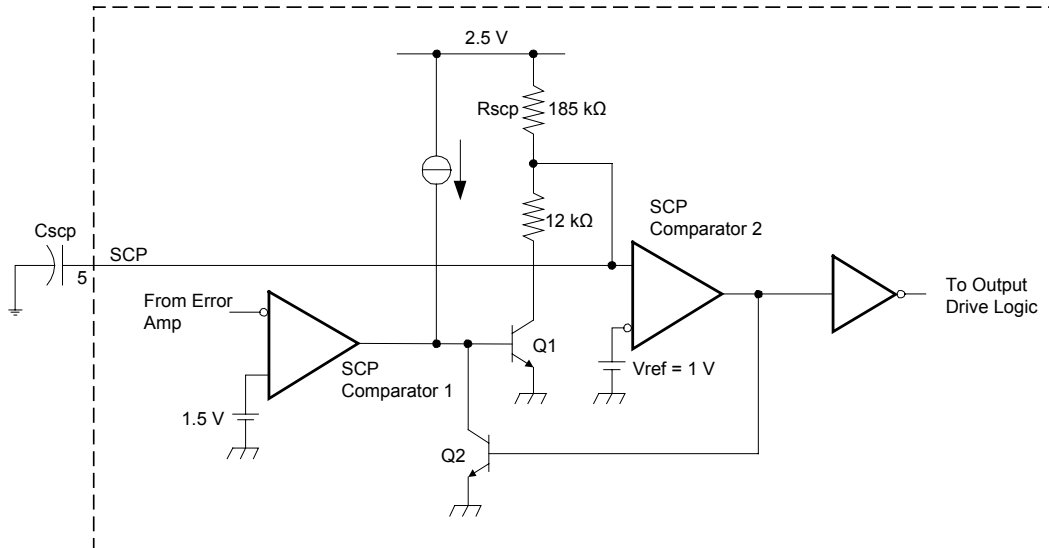 2.5 V
Rscp
185 kΩ
12 kΩ
SCP
Comparator 2
Cscp
SCP
5
From Error
Amp
To Output
Drive Logic
Q1
Vref = 1 V
SCP
Comparator 1
1.5 V
Q2